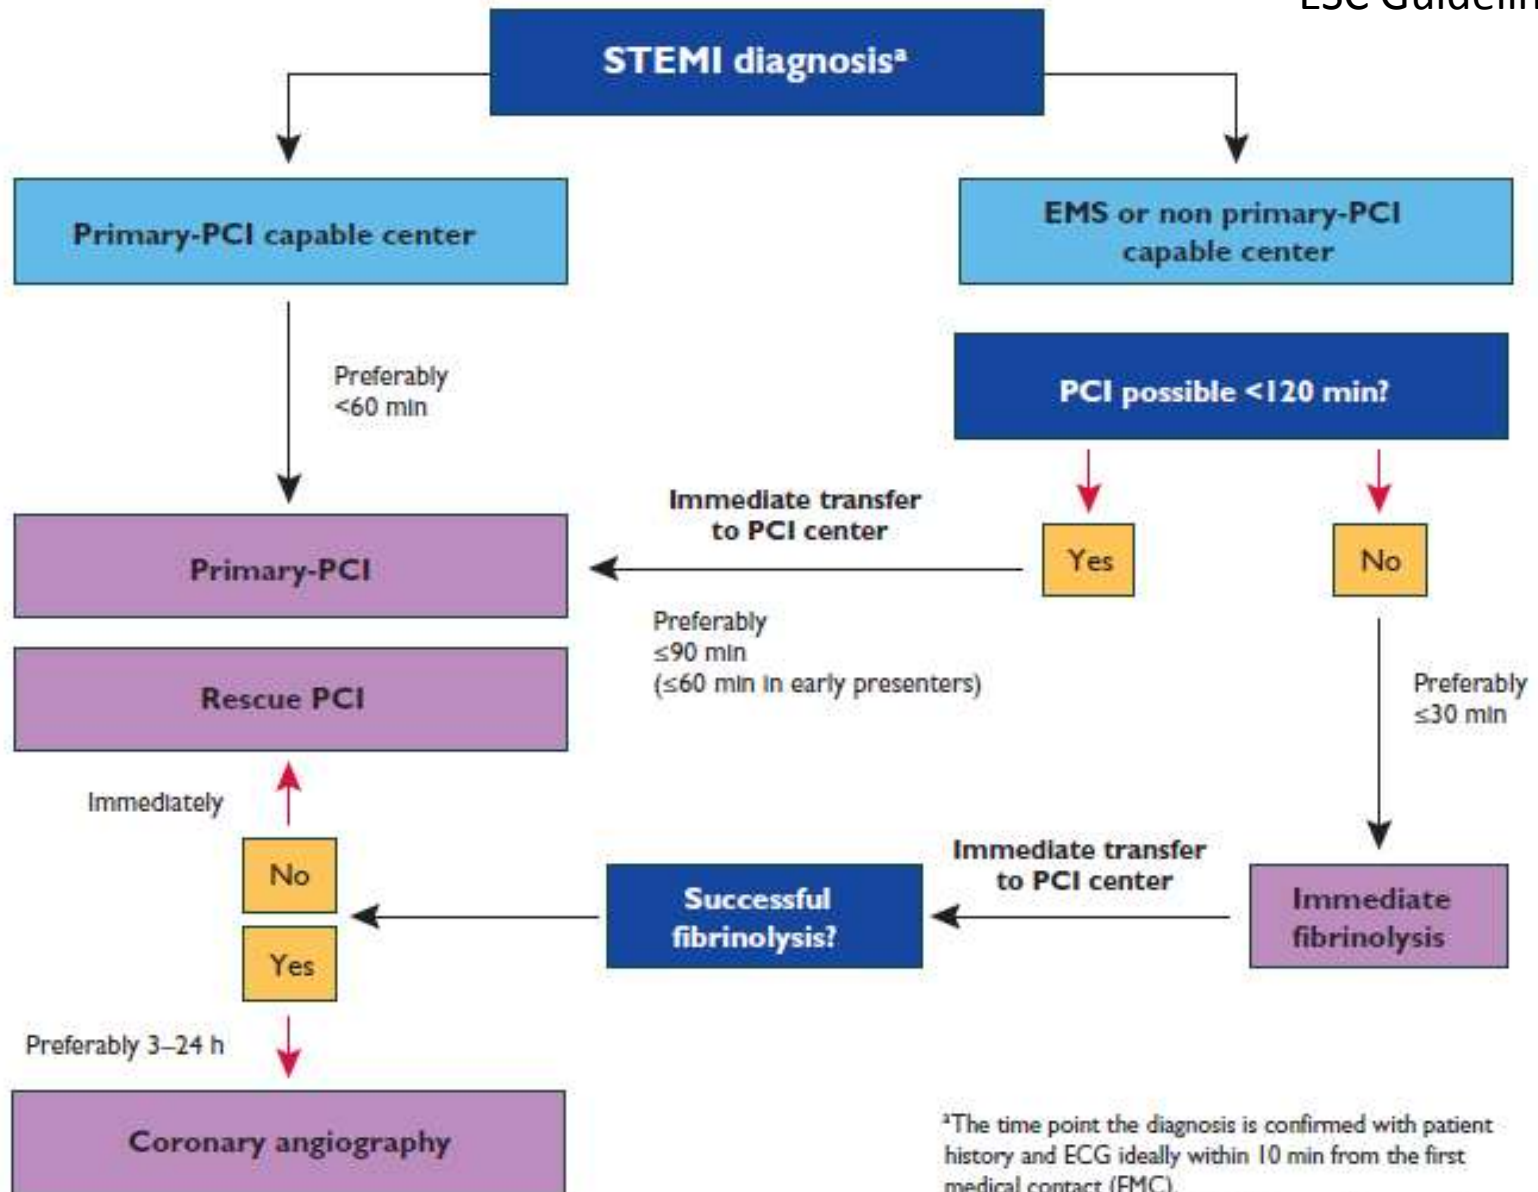 STEMI diagnosisᵃ
Primary-PCI capable center
EMS or non primary-PCI
capable center
Preferably
<60 min
PCI possible <120 min?
Immediate transfer
to PCI center
Yes
No
Primary-PCI
Preferably
≤90 min
(≤60 min in early presenters)
Preferably
≤30 min
Rescue PCI
Immediately
No
Yes
Successful
fibrinolysis?
Immediate transfer
to PCI center
Immediate
fibrinolysis
Preferably 3–24 h
Coronary angiography
ᵃThe time point the diagnosis is confirmed with patient
history and ECG ideally within 10 min from the first
medical contact (FMC).